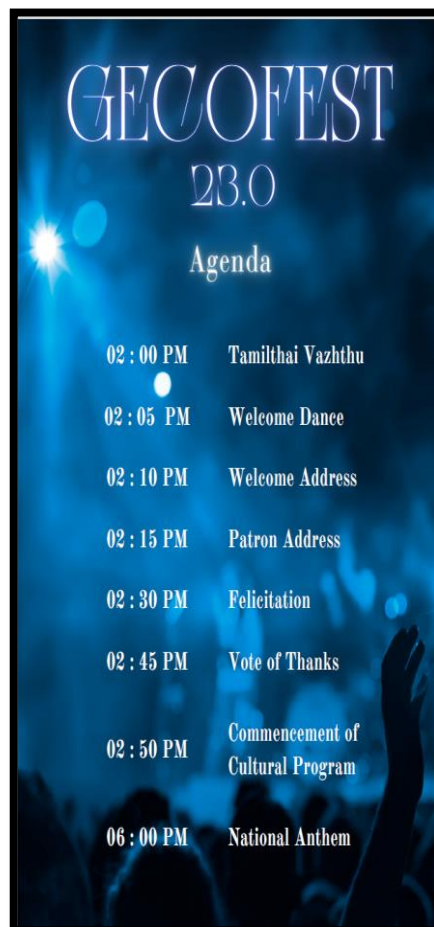 GECOFEST
23.0
Agenda
02 : 00 PM Tamilthai Vazhthu
02 : 05 PM Welcome Dance
02 : 10 PM Welcome Address
02 : 15 PM Patron Address
02 : 30 PM Felicitation
02 : 45 PM Vote of Thanks
02 : 50 PM Commencement of
Cultural Program
06 : 00 PM National Anthem